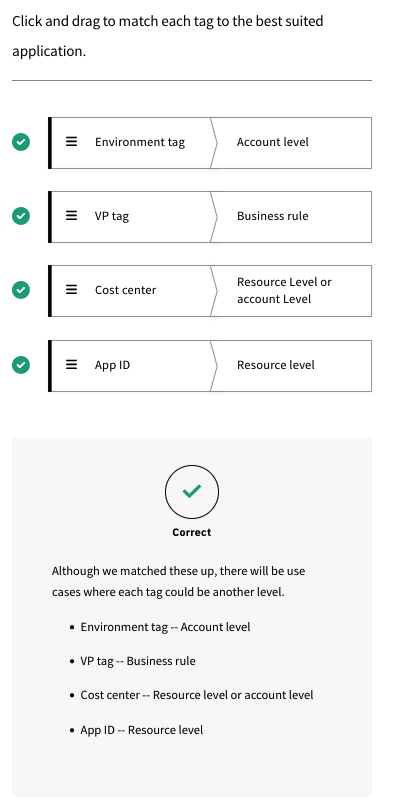 Click and drag to match each tag to the best suited
application.
Environment tag
Account level
VP tag
Business rule
Cost center
Resource Level or
account Level
App ID
Resource level
Correct
Although we matched these up, there will be use
cases where each tag could be another level.
• Environment tag -- Account level
• VP tag -- Business rule
• Cost center -- Resource level or account level
• App ID -- Resource level